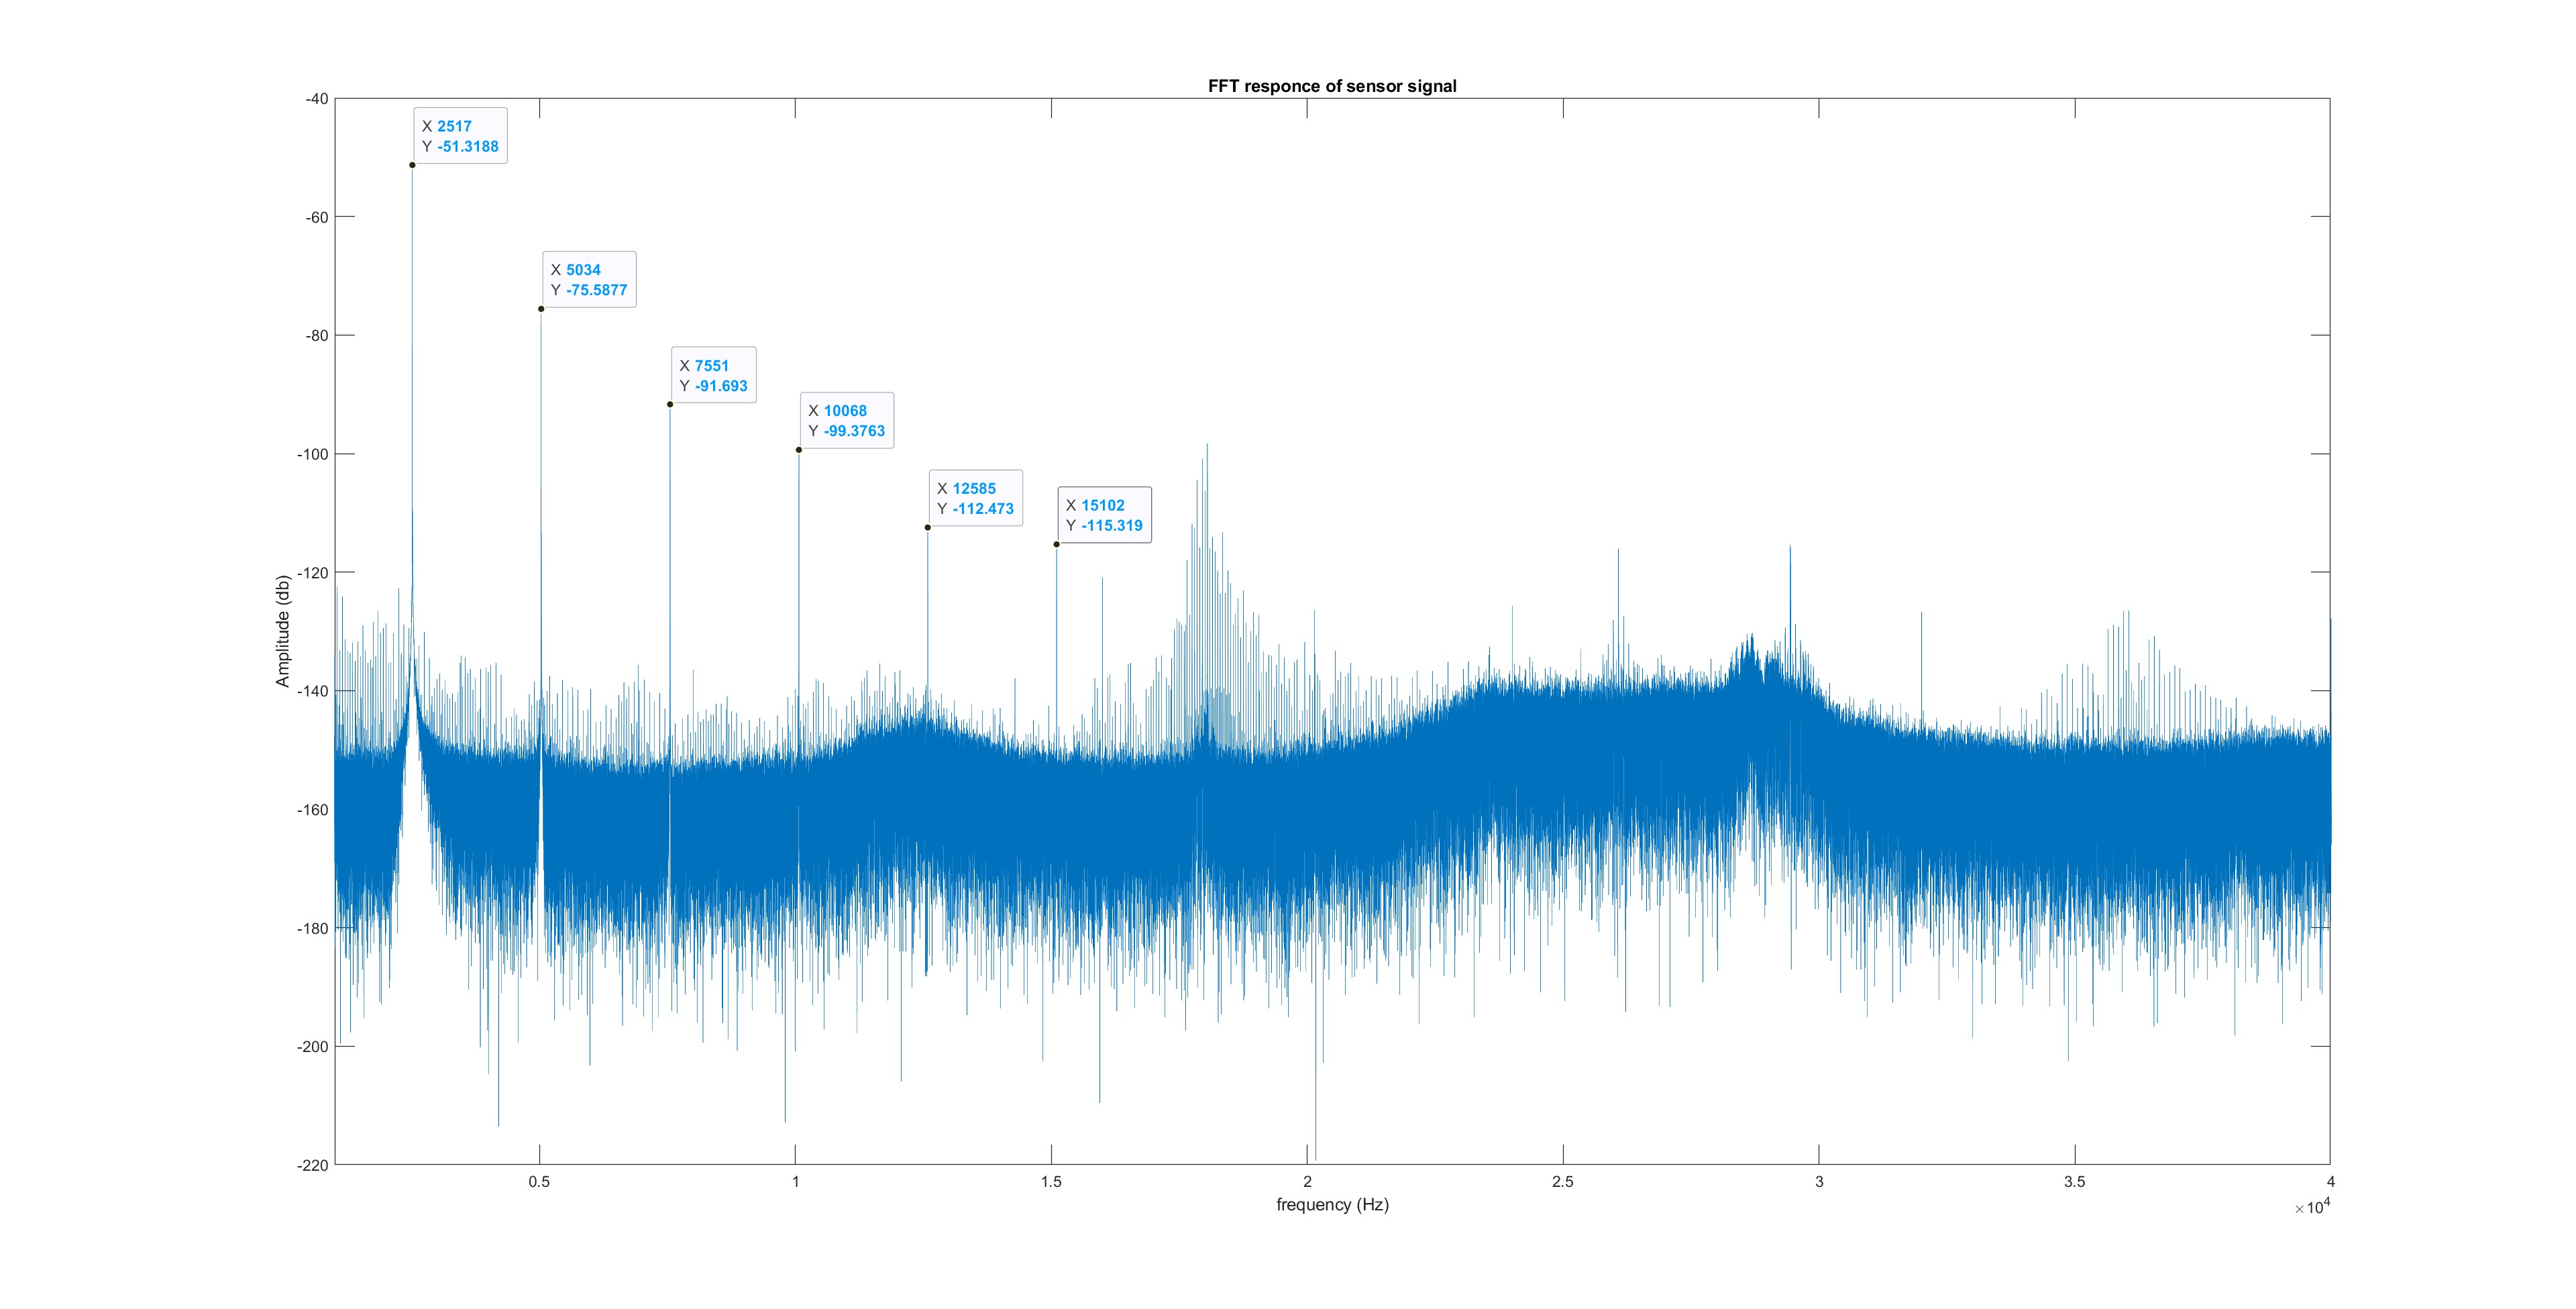 FFT responce of sensor signal
-40
X 2517
Y -51.3188
-60
X 5034
Y -75.5877
-80
X 7551
Y -91.693
X 10068
Y -99.3763
-100
X 12585
Y -112.473
X 15102
Y -115.319
-120
Amplitude (db)
-140
-160
-180
-200
-220
0.5 1 1.5 2 2.5 3 3.5 4
frequency (Hz)
×10⁴